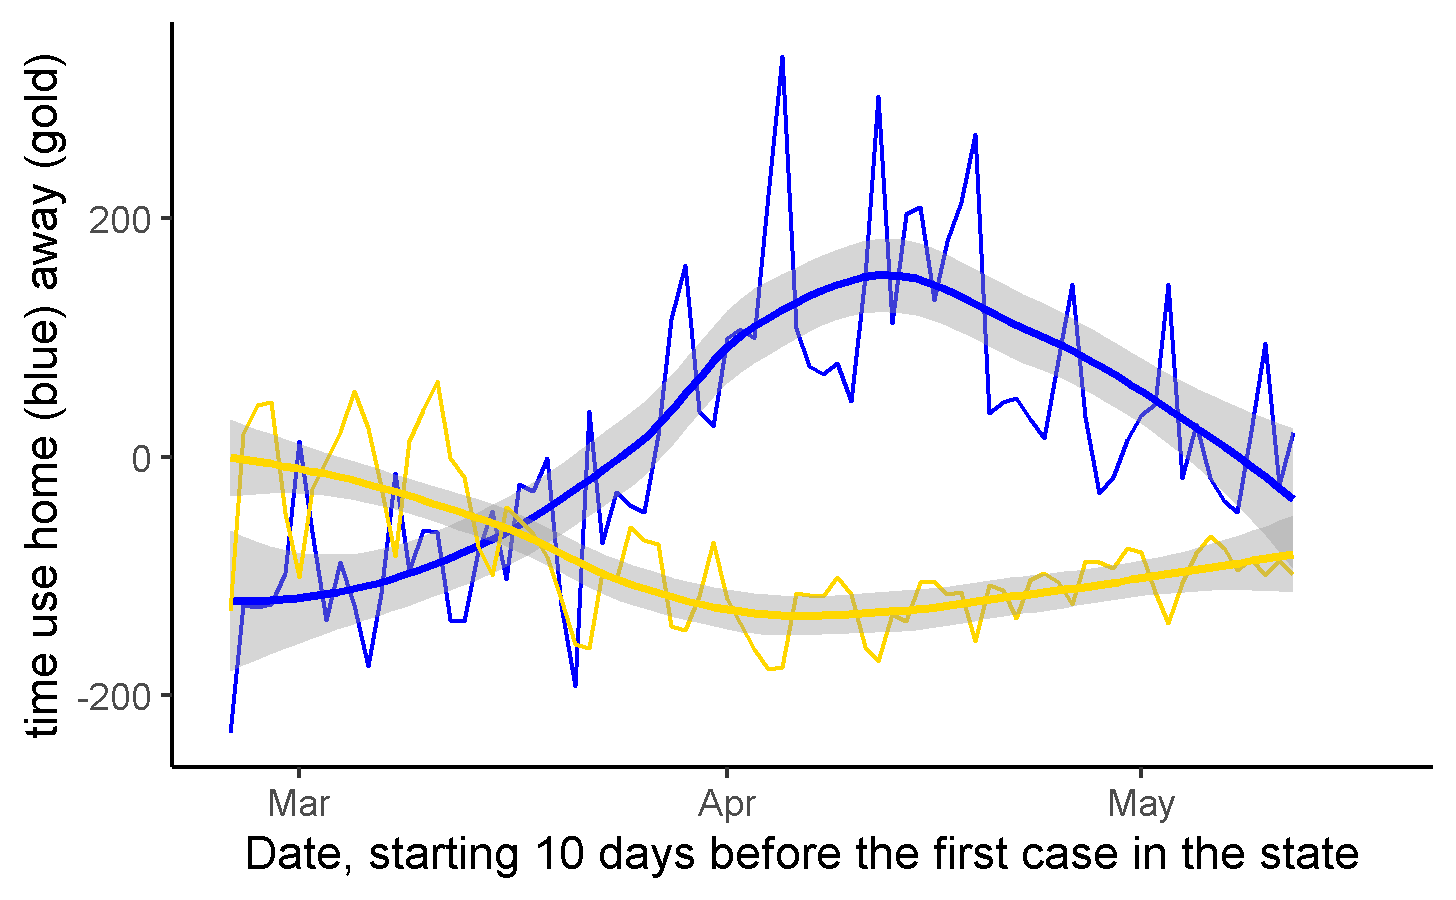 time use home (blue) away (gold)
200
0
-200
Mar
Apr
May
Date, starting 10 days before the first case in the state